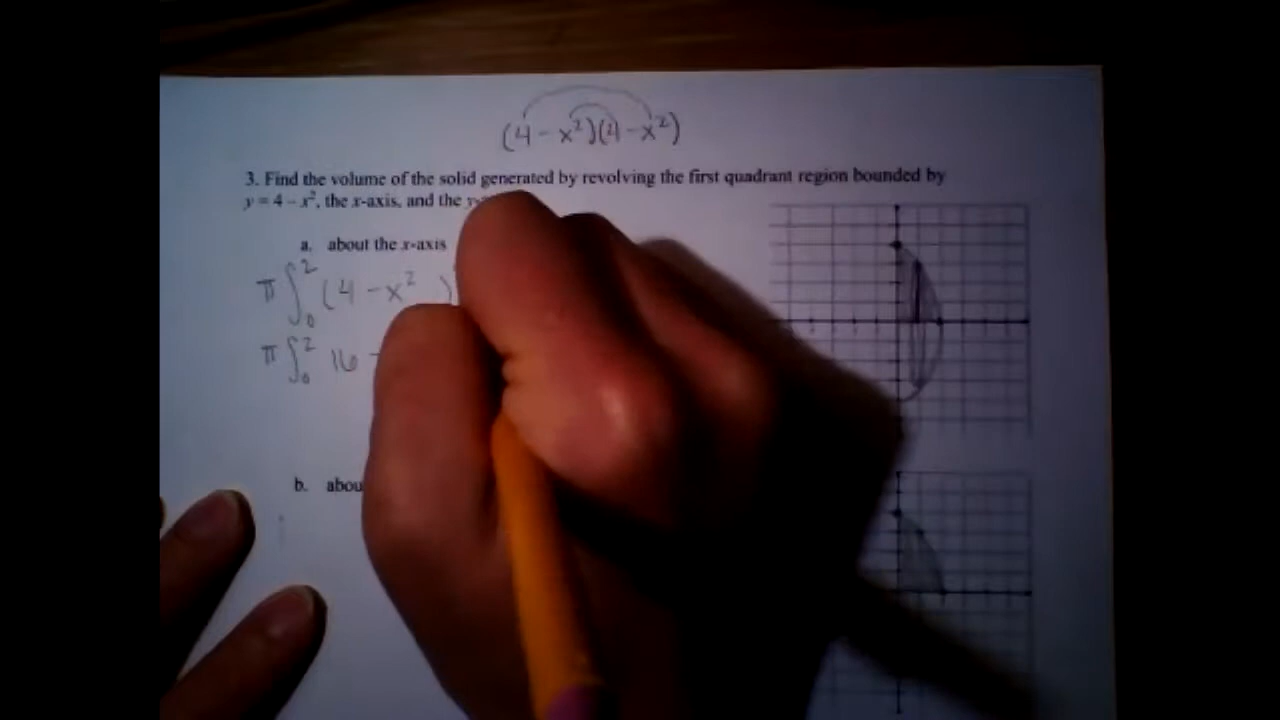 (4 - x²)(4 - x²)
3. Find the volume of the solid generated by revolving the first quadrant region bounded by
y = 4 – x², the x-axis, and the
a. about the x-axis
π ∫₀² (4 - x² )
π ∫₀² 16 -
b.